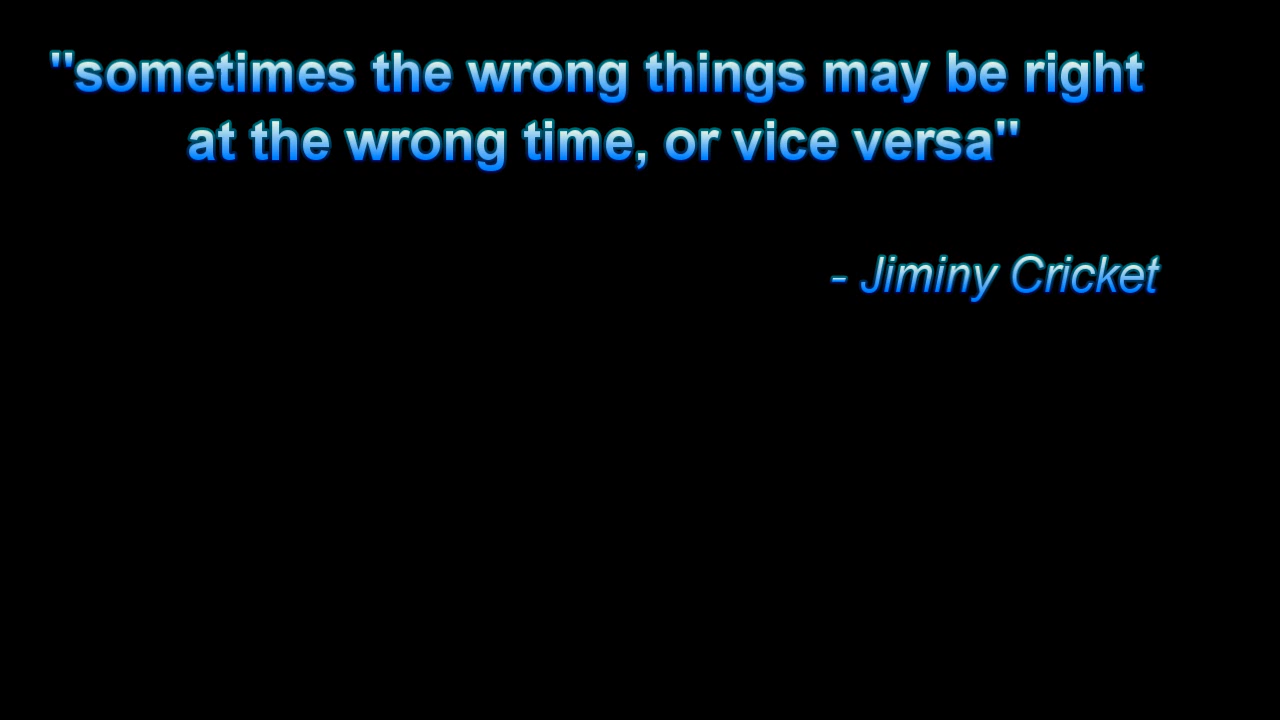 "sometimes the wrong things may be right
at the wrong time, or vice versa"
- Jiminy Cricket